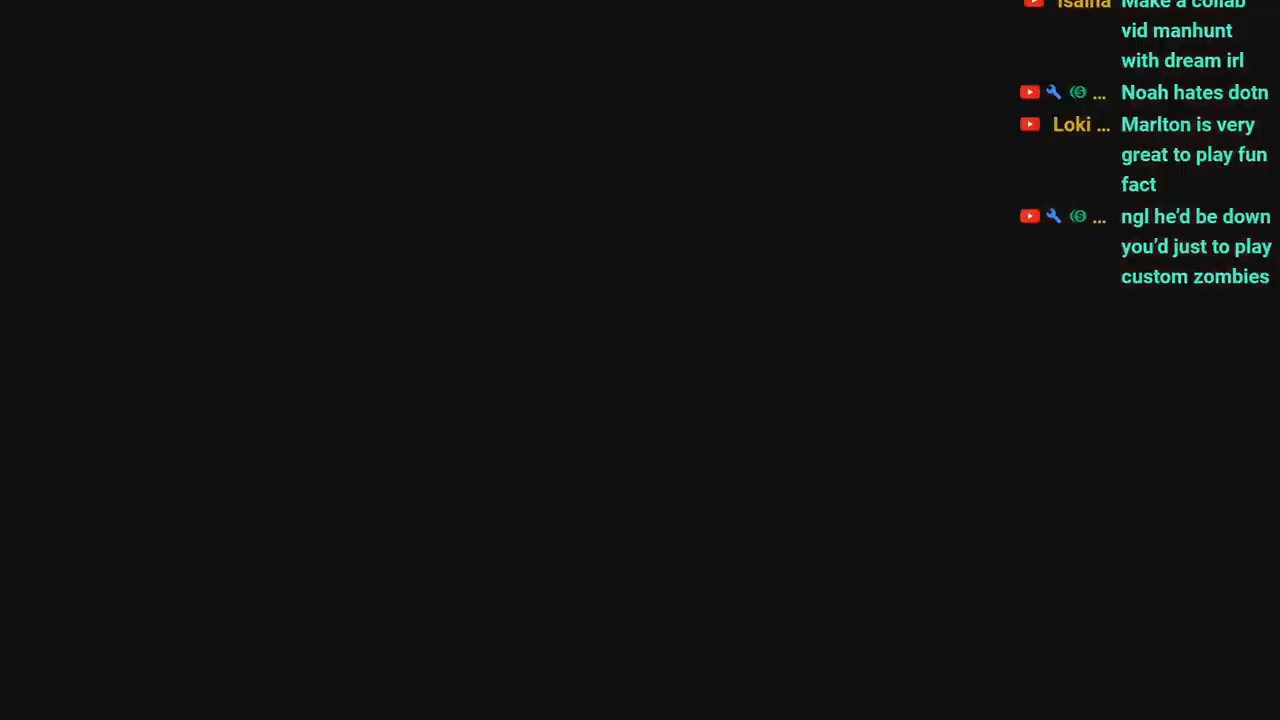 Isaiha Make a collab
vid manhunt
with dream irl
... Noah hates dotn
Loki ... Marlton is very
great to play fun
fact
... ngl he'd be down
you'd just to play
custom zombies